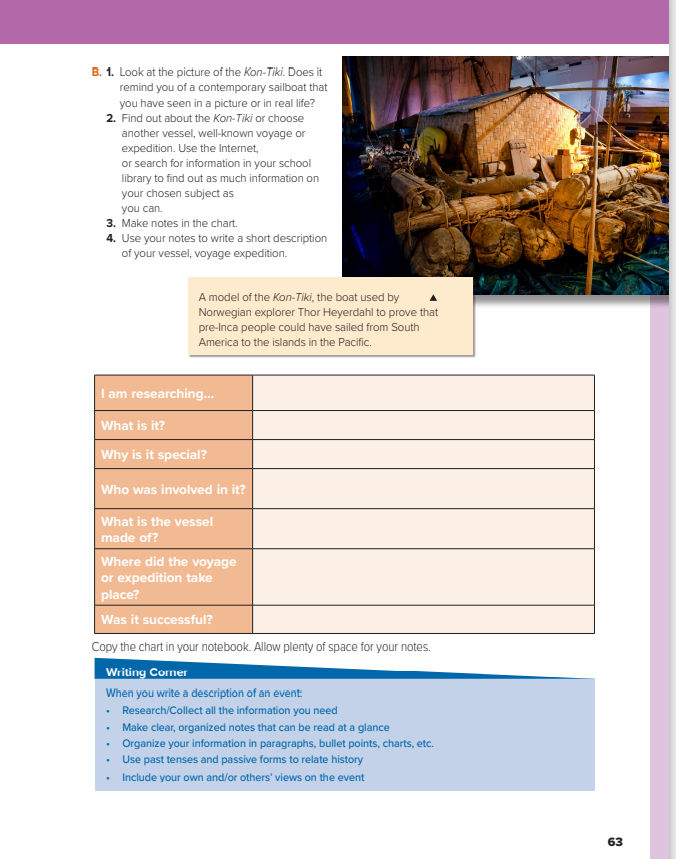 B. 1. Look at the picture of the Kon-Tiki. Does it
remind you of a contemporary sailboat that
you have seen in a picture or in real life?
2. Find out about the Kon-Tiki or choose
another vessel, well-known voyage or
expedition. Use the Internet,
or search for information in your school
library to find out as much information on
your chosen subject as
you can.
3. Make notes in the chart.
4. Use your notes to write a short description
of your vessel, voyage expedition.
A model of the Kon-Tiki, the boat used by ▲
Norwegian explorer Thor Heyerdahl to prove that
pre-Inca people could have sailed from South
America to the islands in the Pacific.
I am researching...
What is it?
Why is it special?
Who was involved in it?
What is the vessel
made of?
Where did the voyage
or expedition take
place?
Was it successful?
Copy the chart in your notebook. Allow plenty of space for your notes.
Writing Corner
When you write a description of an event:
• Research/Collect all the information you need
• Make clear, organized notes that can be read at a glance
• Organize your information in paragraphs, bullet points, charts, etc.
• Use past tenses and passive forms to relate history
• Include your own and/or others' views on the event
63